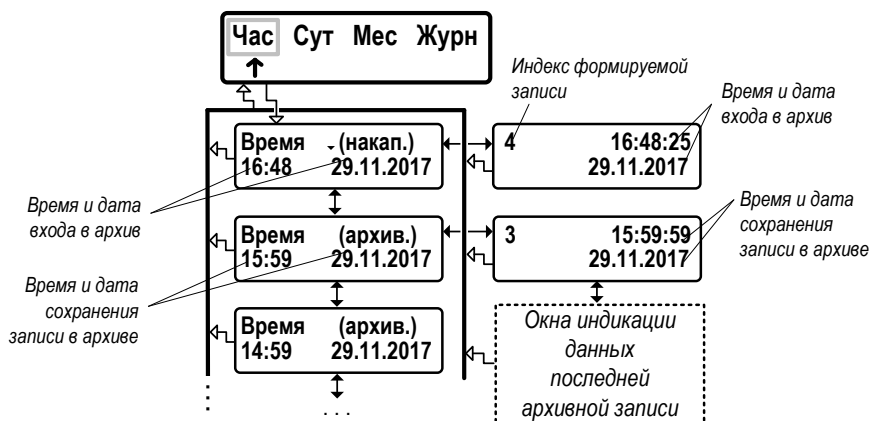 Час Сут Мес Журн
Индекс формируемой
записи
Время и дата
входа в архив
Время (накап.)
16:48 29.11.2017
4 16:48:25
29.11.2017
Время и дата
входа в архив
Время (архив.)
15:59 29.11.2017
3 15:59:59
29.11.2017
Время и дата
сохранения
записи в архиве
Время и дата
сохранения
записи в архиве
Время (архив.)
14:59 29.11.2017
Окна индикации
данных
последней
архивной записи
. . .